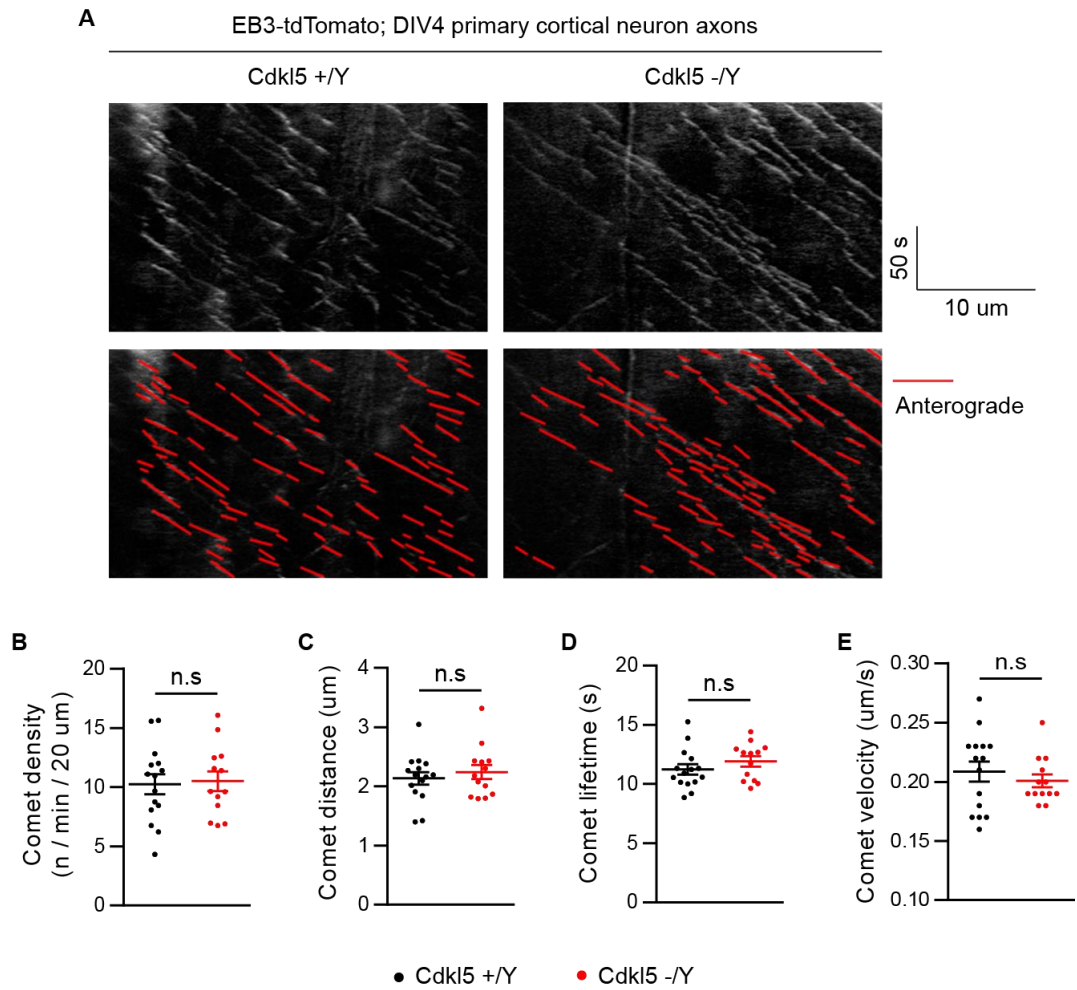 A
EB3-tdTomato; DIV4 primary cortical neuron axons
Cdkl5 +/Y
Cdkl5 -/Y
50 s
10 um
Anterograde
B
Comet density
(n / min / 20 um)
20
15
10
5
0
n.s
C
Comet distance (um)
4
3
2
1
0
n.s
D
Comet lifetime (s)
20
15
10
5
0
n.s
E
Comet velocity (um/s)
0.30
0.25
0.20
0.15
0.10
n.s
Cdkl5 +/Y
Cdkl5 -/Y